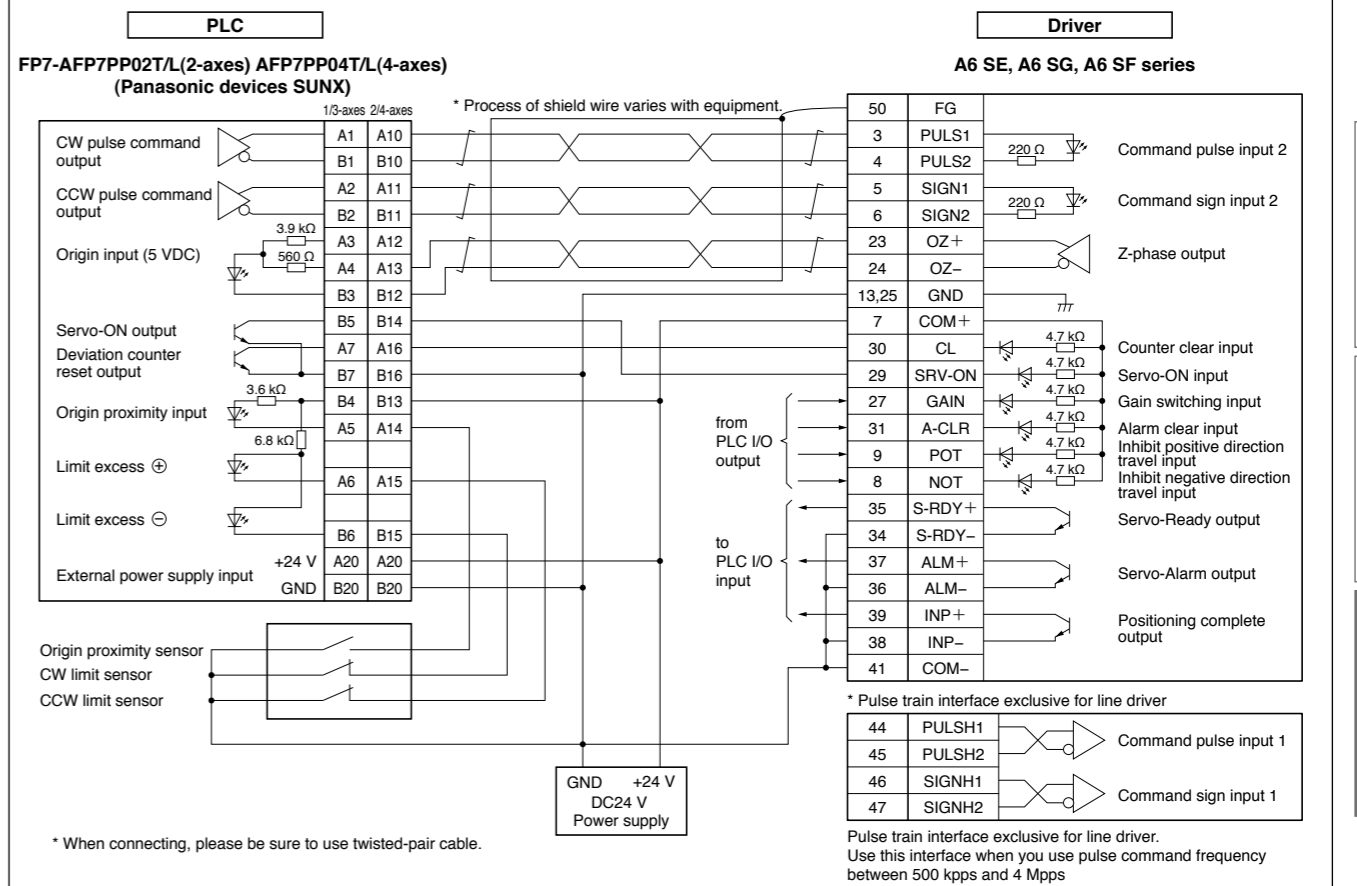 PLC
Driver
FP7-AFP7PP02T/L(2-axes) AFP7PP04T/L(4-axes)
(Panasonic devices SUNX)
A6 SE, A6 SG, A6 SF series
1/3-axes 2/4-axes
* Process of shield wire varies with equipment.
CW pulse command
output
A1 A10
B1 B10
CCW pulse command
output
A2 A11
B2 B11
Origin input (5 VDC)
3.9 kΩ
560 Ω
A3 A12
A4 A13
B3 B12
Servo-ON output
B5 B14
Deviation counter
reset output
A7 A16
B7 B16
Origin proximity input
3.6 kΩ
B4 B13
A5 A14
6.8 kΩ
Limit excess ⊕
A6 A15
Limit excess ⊖
B6 B15
External power supply input
+24 V A20 A20
GND B20 B20
Origin proximity sensor
CW limit sensor
CCW limit sensor
GND +24 V
DC24 V
Power supply
* When connecting, please be sure to use twisted-pair cable.
50 FG
3 PULS1
4 PULS2
220 Ω
Command pulse input 2
5 SIGN1
6 SIGN2
220 Ω
Command sign input 2
23 OZ+
24 OZ−
Z-phase output
13,25 GND
7 COM+
30 CL 4.7 kΩ Counter clear input
29 SRV-ON 4.7 kΩ Servo-ON input
27 GAIN 4.7 kΩ Gain switching input
31 A-CLR 4.7 kΩ Alarm clear input
9 POT 4.7 kΩ Inhibit positive direction
travel input
8 NOT 4.7 kΩ Inhibit negative direction
travel input
from
PLC I/O
output
35 S-RDY+
34 S-RDY−
Servo-Ready output
37 ALM+
36 ALM−
Servo-Alarm output
39 INP+
38 INP−
Positioning complete
output
41 COM−
to
PLC I/O
input
* Pulse train interface exclusive for line driver
44 PULSH1
45 PULSH2
Command pulse input 1
46 SIGNH1
47 SIGNH2
Command sign input 1
Pulse train interface exclusive for line driver.
Use this interface when you use pulse command frequency
between 500 kpps and 4 Mpps